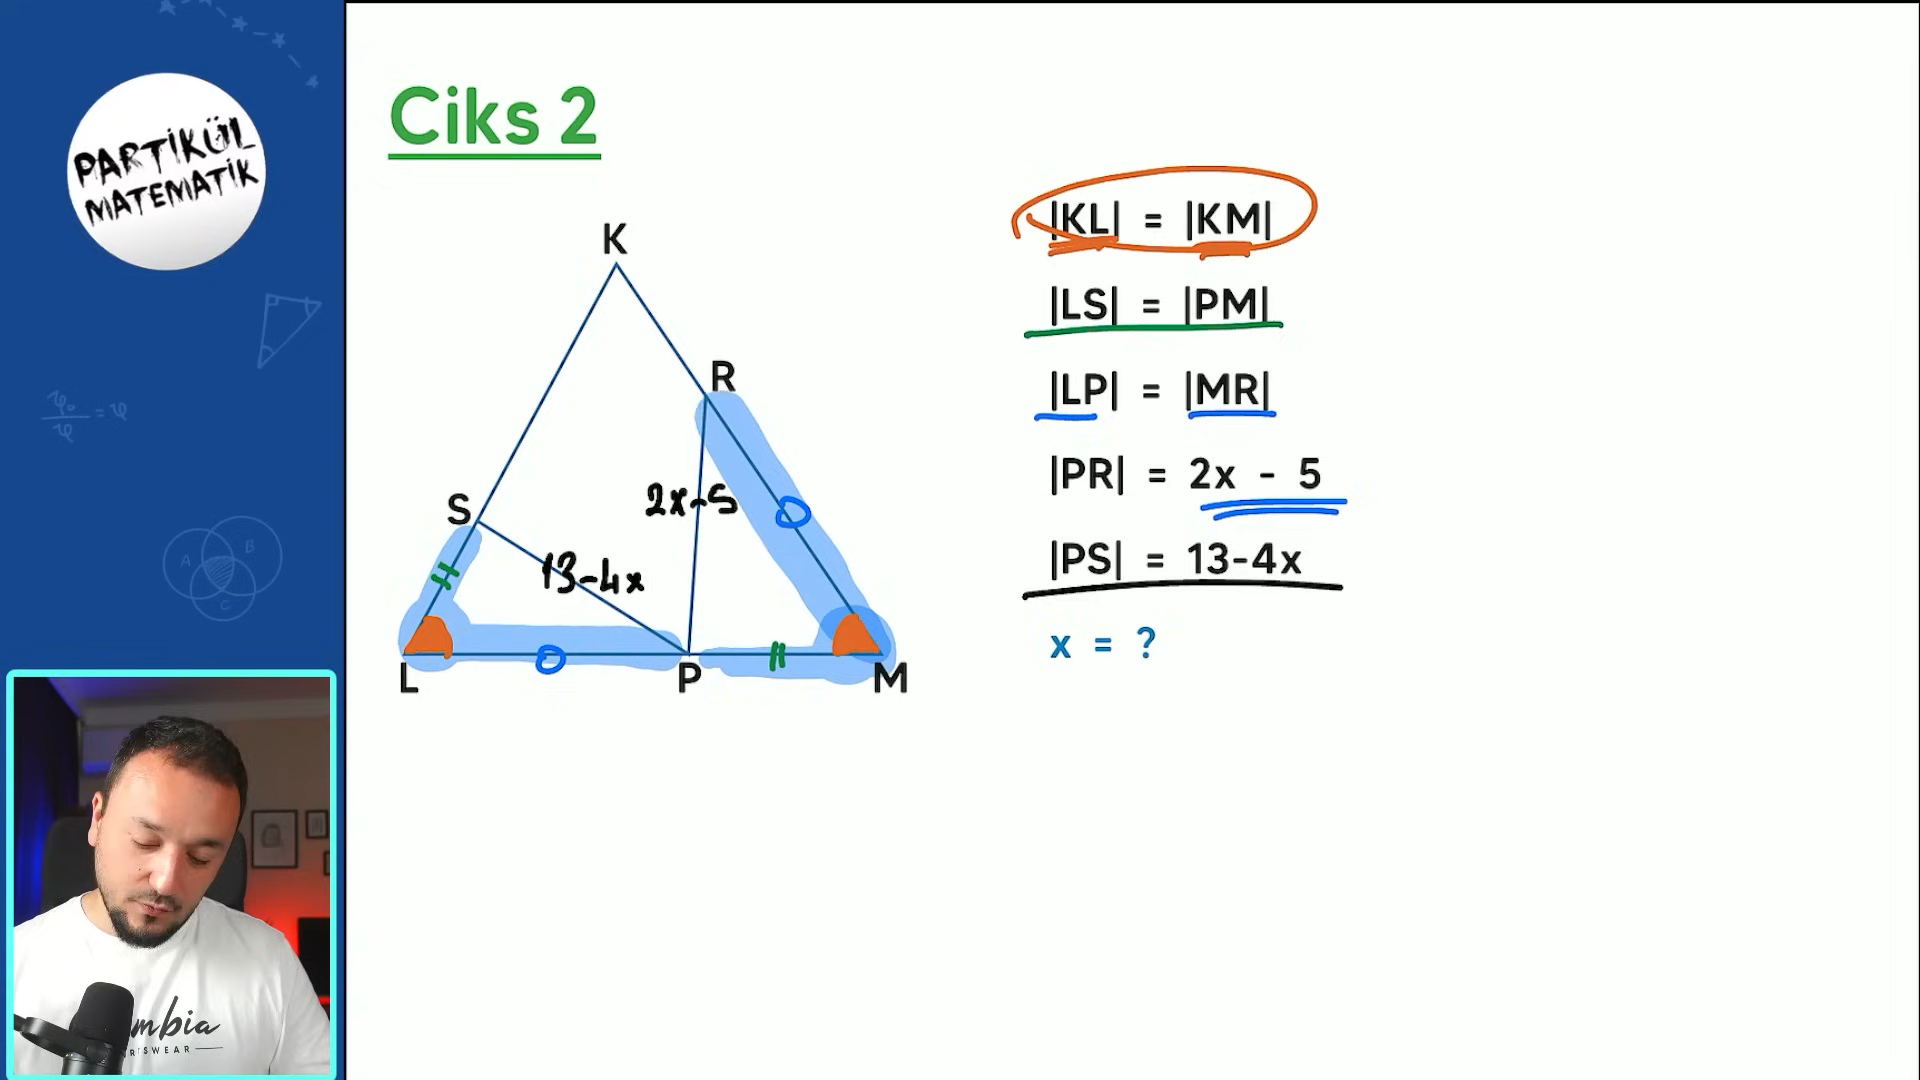 PARTİKÜL
MATEMATİK
Ciks 2
K
R
S
L
P
M
2x-5
13-4x
|KL| = |KM|
|LS| = |PM|
|LP| = |MR|
|PR| = 2x - 5
|PS| = 13-4x
x = ?
A
B
C